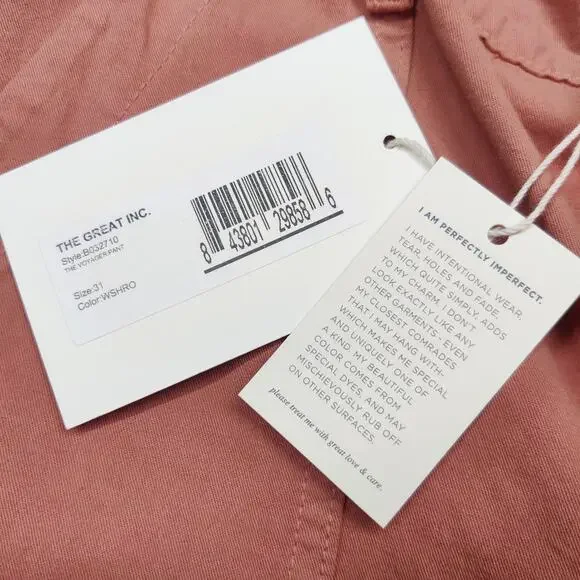 THE GREAT INC.
Style:B032710
THE VOYAGER PANT
Size:31
Color:WSHRO
8 43801 29858 6
I AM PERFECTLY IMPERFECT.
I HAVE INTENTIONAL WEAR,
TEAR, HOLES AND FADE,
WHICH QUITE SIMPLY, ADDS
TO MY CHARM. I DON'T
LOOK EXACTLY LIKE ANY
OTHER GARMENTS - EVEN
MY CLOSEST COMRADES
THAT I MAY HANG WITH-
WHICH MAKES ME SPECIAL
AND UNIQUELY ONE OF
A KIND. MY BEAUTIFUL
COLOR COMES FROM
SPECIAL DYES, AND MAY
MISCHIEVOUSLY RUB OFF
ON OTHER SURFACES.
please treat me with great love & care.